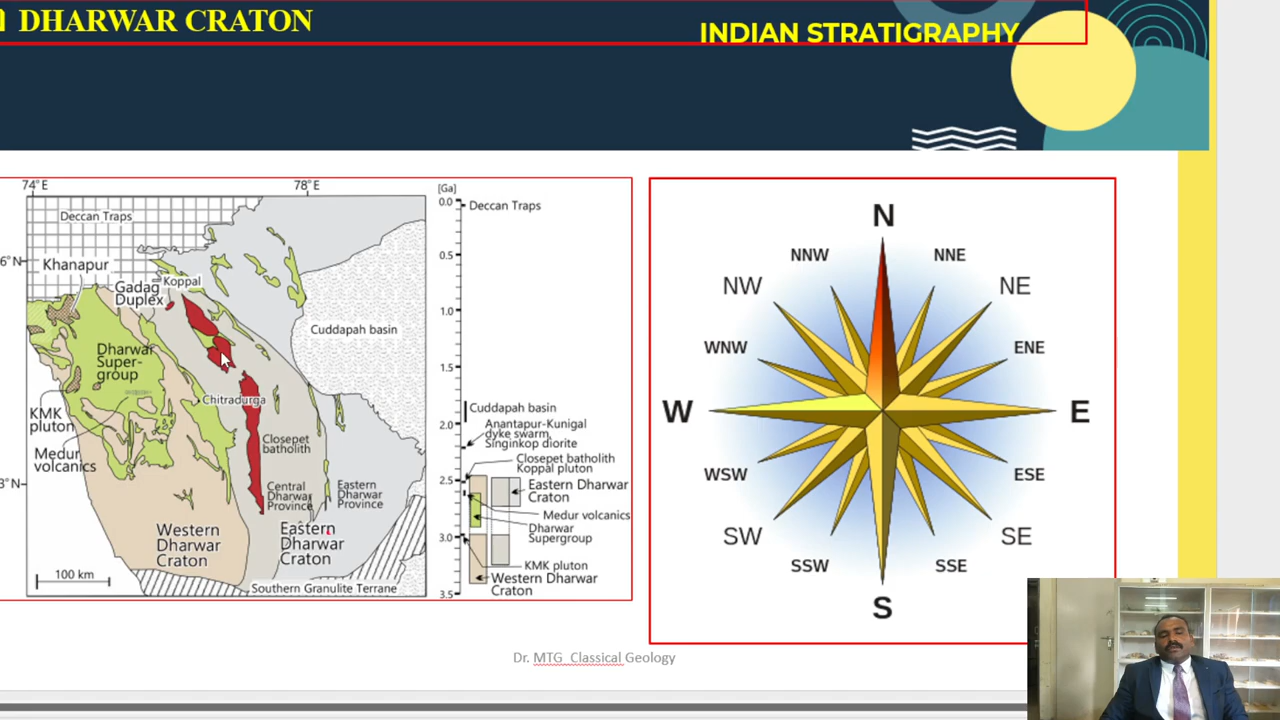 DHARWAR CRATON
INDIAN STRATIGRAPHY
74°E
78°E
Deccan Traps
6°N
Khanapur
Koppal
Gadag
Duplex
Cuddapah basin
Dharwar
Super-
group
Chitradurga
KMK
pluton
Medur
volcanics
Closepet
batholith
3°N
Central
Dharwar
Province
Eastern
Dharwar
Province
Western
Dharwar
Craton
Eastern
Dharwar
Craton
100 km
Southern Granulite Terrane
[Ga]
0.0
Deccan Traps
0.5
1.0
1.5
Cuddapah basin
2.0
Anantapur-Kunigal
dyke swarm,
Singinkop diorite
Closepet batholith
Koppal pluton
2.5
Eastern Dharwar
Craton
Medur volcanics
Dharwar
Supergroup
3.0
KMK pluton
Western Dharwar
Craton
3.5
N
NNW
NNE
NW
NE
WNW
ENE
W
E
WSW
ESE
SW
SE
SSW
SSE
S
Dr. MTG Classical Geology